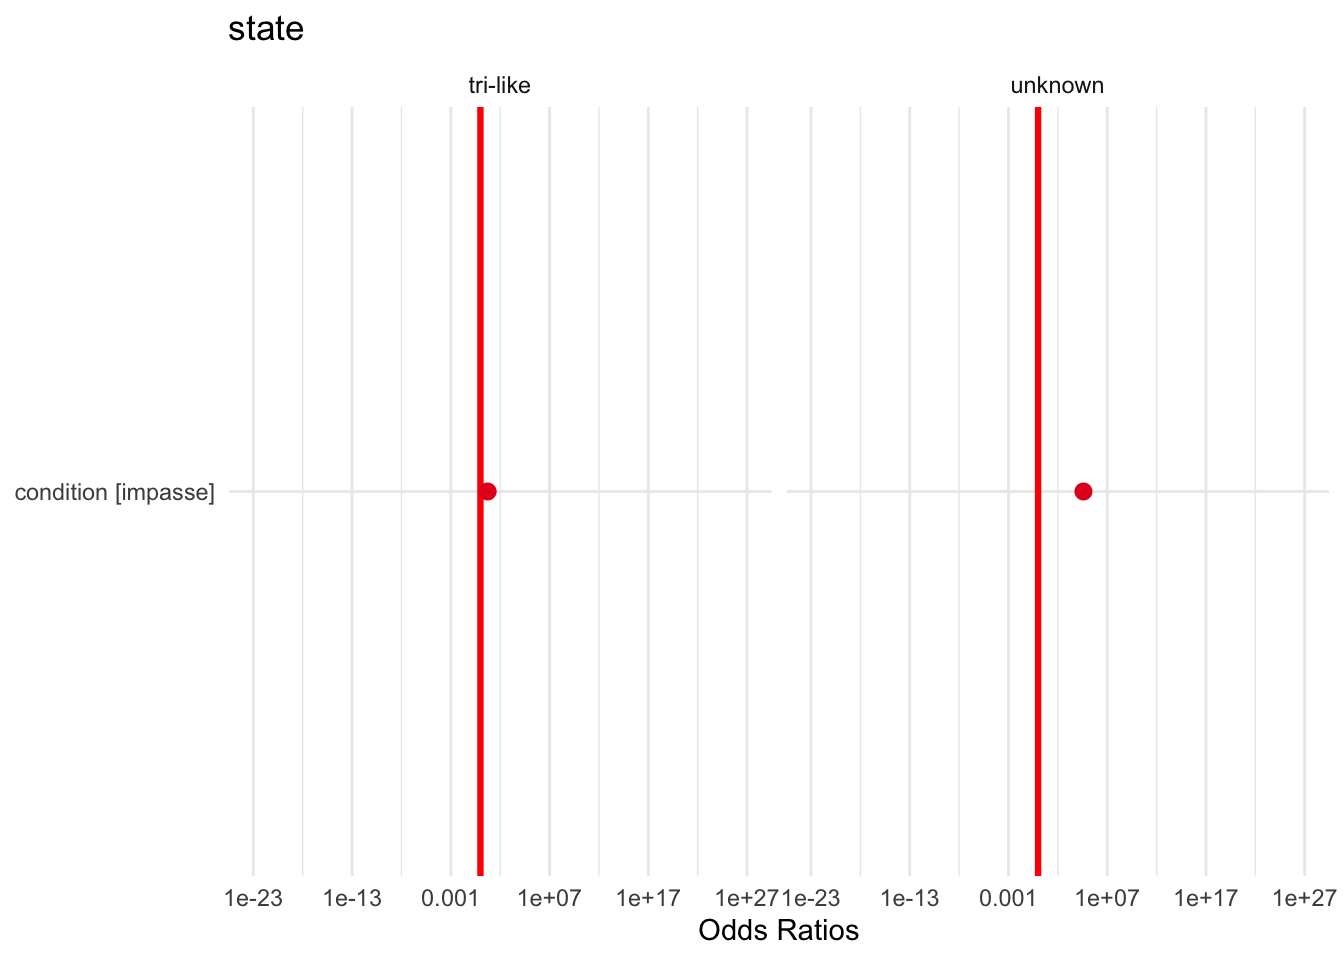 state
tri-like unknown
condition [impasse]
1e-23 1e-13 0.001 1e+07 1e+17 1e+27 1e-23 1e-13 0.001 1e+07 1e+17 1e+27
Odds Ratios